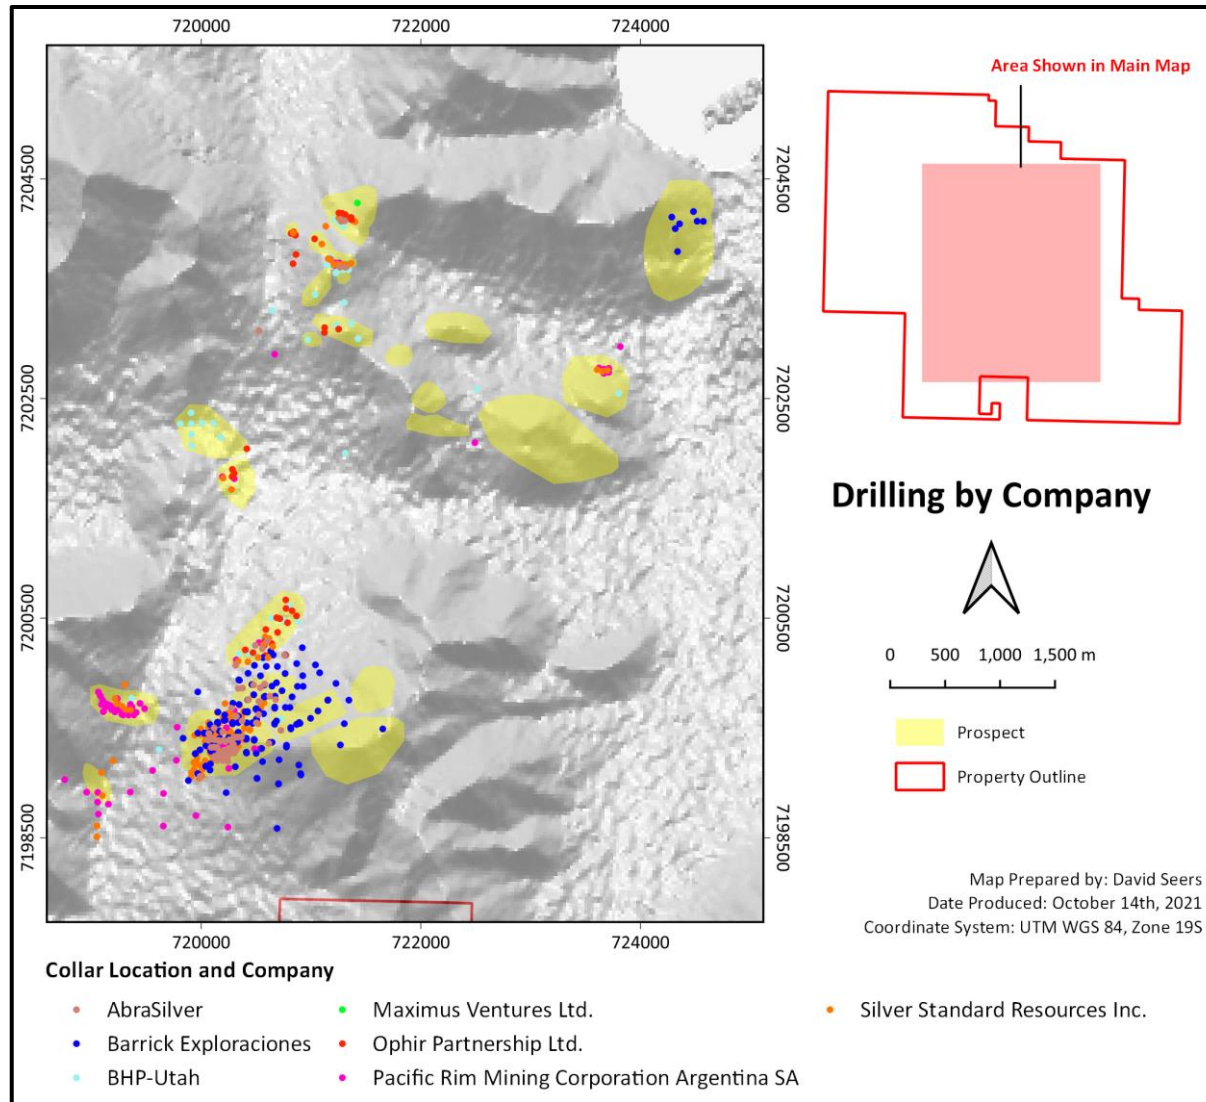 720000
722000
724000
Area Shown in Main Map
7204500
7204500
7202500
7202500
Drilling by Company
7200500
7200500
0 500 1,000 1,500 m
Prospect
Property Outline
7198500
7198500
Map Prepared by: David Seers
Date Produced: October 14th, 2021
Coordinate System: UTM WGS 84, Zone 19S
720000
722000
724000
Collar Location and Company
AbraSilver
Maximus Ventures Ltd.
Silver Standard Resources Inc.
Barrick Exploraciones
Ophir Partnership Ltd.
BHP-Utah
Pacific Rim Mining Corporation Argentina SA